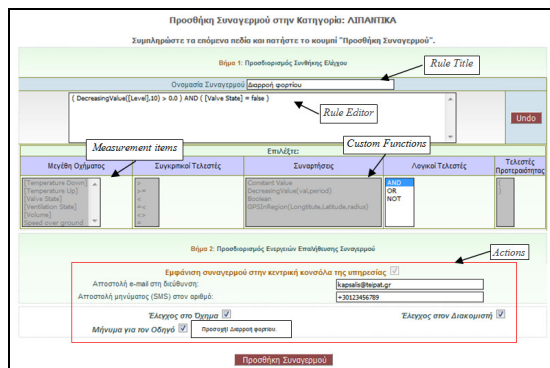 Προσθήκη Συναγερμού στην Κατηγορία: ΛΙΠΑΝΤΙΚΑ
Συμπληρώστε τα επόμενα πεδία και πατήστε το κουμπί "Προσθήκη Συναγερμού".
Βήμα 1: Προσδιορισμός Συνθήκης Ελέγχου
Rule Title
Ονομασία Συναγερμού Διαρροή φορτίου
( DecreasingValue([Level],10) > 0.0 ) AND ( [Valve State] = false )
Rule Editor
Undo
Measurement items
Επιλέξτε:
Custom Functions
Μεγέθη Οχήματος Συγκριτικοί Τελεστές Συναρτήσεις Λογικοί Τελεστές Τελεστές Προτεραιότητας
[Temperature Down]
[Temperature Up]
[Valve State]
[Ventilation State]
[Volume]
Speed over ground
>
>=
<
=<
<>
=
Constant Value
DecreasingValue(val,period)
Boolean
GPSInRegion(Longtitude,Latitude,radius)
AND
OR
NOT
(
)
Βήμα 2: Προσδιορισμός Ενεργειών Επαλήθευσης Συναγερμού
Actions
Εμφάνιση συναγερμού στην κεντρική κονσόλα της υπηρεσίας
Αποστολή e-mail στη διεύθυνση: kapsalis@teipat.gr
Αποστολή μηνύματος (SMS) στον αριθμό: +30123456789
Έλεγχος στο Όχημα Έλεγχος στον Διακομιστή
Μήνυμα για τον Οδηγό Προσοχή! Διαρροή φορτίου.
Προσθήκη Συναγερμού